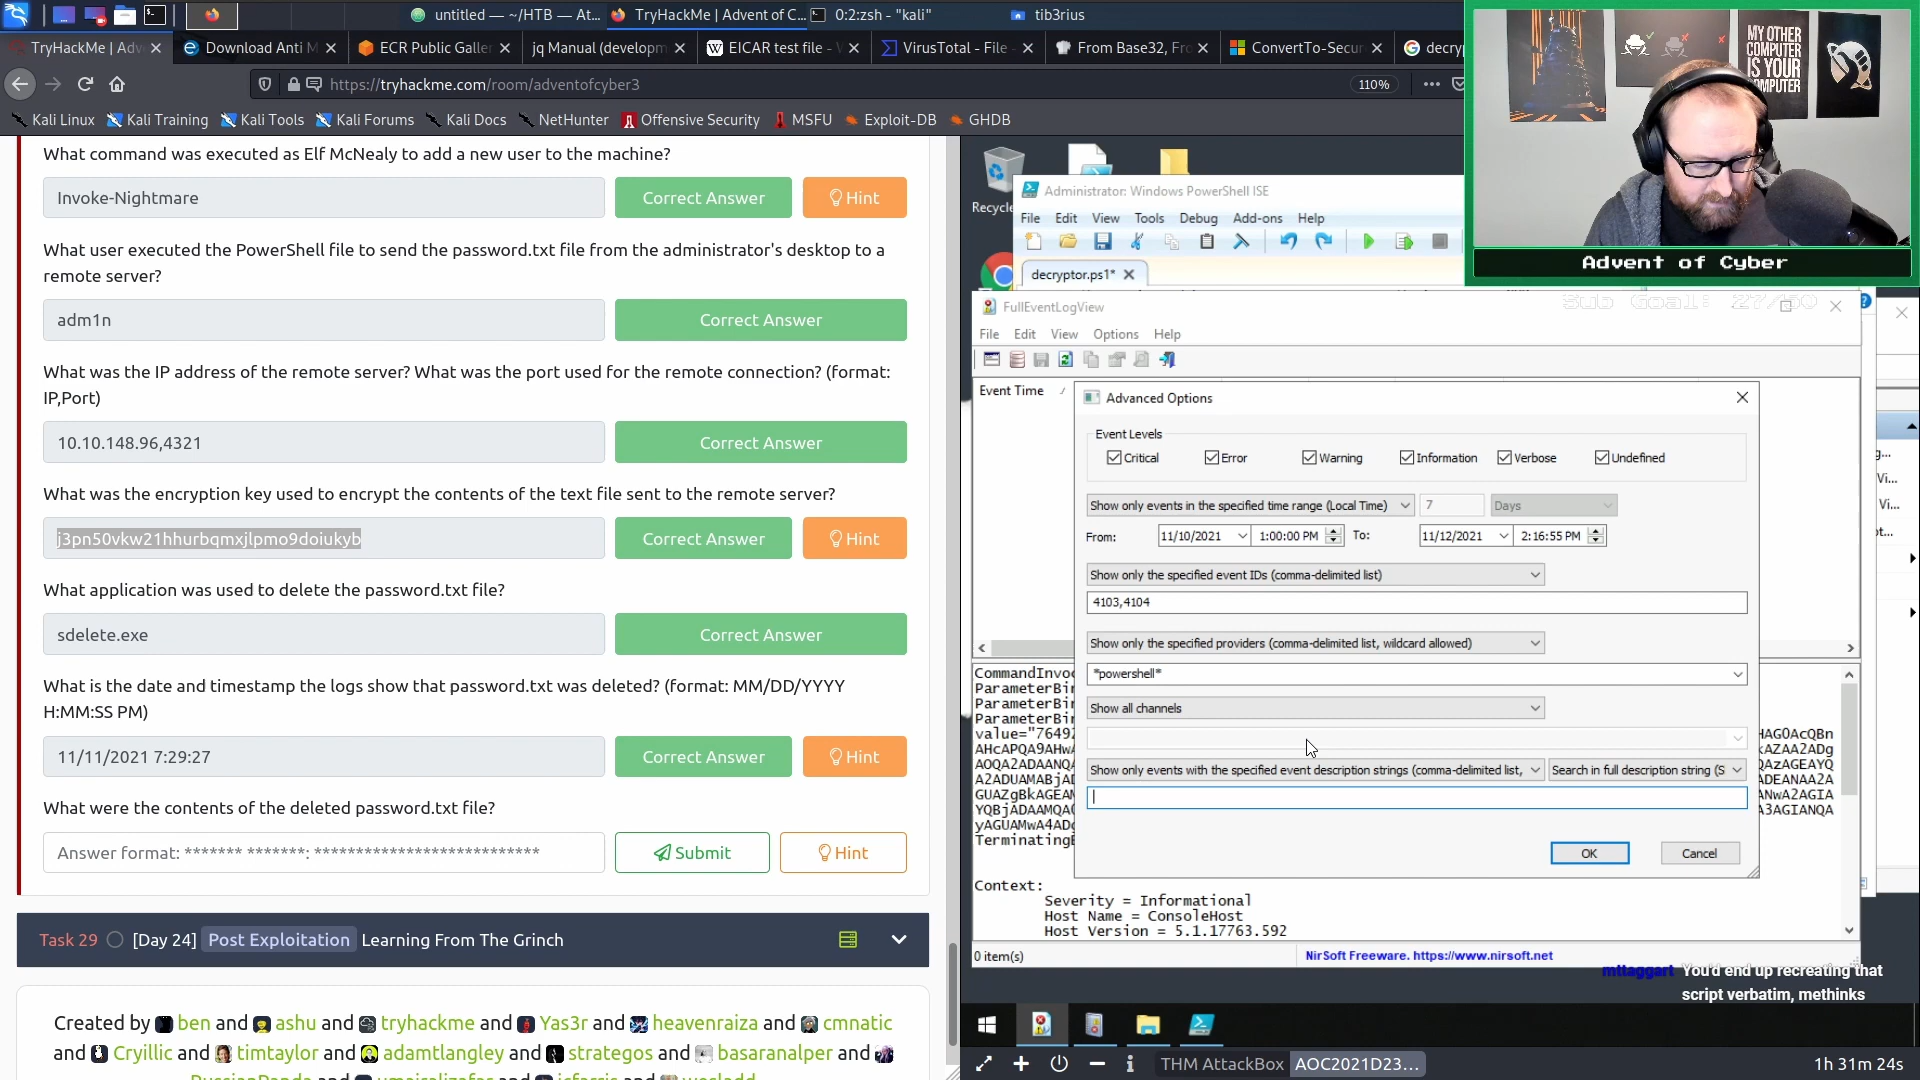 untitled — ~/HTB — At...
TryHackMe | Advent of C...
0:2:zsh - "kali"
tib3rius
TryHackMe | Adv
Download Anti M
ECR Public Galle
jq Manual (developm
EICAR test file -
VirusTotal - File -
From Base32, Fro
ConvertTo-Secur
decryp
https://tryhackme.com/room/adventofcyber3
110%
Kali Linux
Kali Training
Kali Tools
Kali Forums
Kali Docs
NetHunter
Offensive Security
MSFU
Exploit-DB
GHDB
MY OTHER
COMPUTER
IS YOUR
COMPUTER
Advent of Cyber
Sub Goal: 27/50
What command was executed as Elf McNealy to add a new user to the machine?
Invoke-Nightmare
Correct Answer
Hint
What user executed the PowerShell file to send the password.txt file from the administrator's desktop to a
remote server?
adm1n
Correct Answer
What was the IP address of the remote server? What was the port used for the remote connection? (format:
IP,Port)
10.10.148.96,4321
Correct Answer
What was the encryption key used to encrypt the contents of the text file sent to the remote server?
j3pn50vkw21hhurbqmxjlpmo9doiukyb
Correct Answer
Hint
What application was used to delete the password.txt file?
sdelete.exe
Correct Answer
What is the date and timestamp the logs show that password.txt was deleted? (format: MM/DD/YYYY
H:MM:SS PM)
11/11/2021 7:29:27
Correct Answer
Hint
What were the contents of the deleted password.txt file?
Answer format: ******* *******: ***************************
Submit
Hint
Task 29
[Day 24] Post Exploitation Learning From The Grinch
Created by ben and ashu and tryhackme and Yas3r and heavenraiza and cmnatic
and Cryillic and timtaylor and adamtlangley and strategos and basaranalper and
Recycle
Administrator: Windows PowerShell ISE
File Edit View Tools Debug Add-ons Help
decryptor.ps1*
FullEventLogView
File Edit View Options Help
Event Time
Advanced Options
Event Levels
Critical
Error
Warning
Information
Verbose
Undefined
Show only events in the specified time range (Local Time)
7
Days
From:
11/10/2021
1:00:00 PM
To:
11/12/2021
2:16:55 PM
Show only the specified event IDs (comma-delimited list)
4103,4104
Show only the specified providers (comma-delimited list, wildcard allowed)
*powershell*
Show all channels
Show only events with the specified event description strings (comma-delimited list,
Search in full description string (S
OK
Cancel
CommandInvoc
ParameterBin
ParameterBin
ParameterBin
value="76492
AHcAPQA9AHwA
AOQA2ADAANQA
A2ADUAMABjAD
GUAZgBkAGEAM
YQBjADAAMQA0
yAGUAMwA4ADg
TerminatingE
Context:
Severity = Informational
Host Name = ConsoleHost
Host Version = 5.1.17763.592
0 item(s)
NirSoft Freeware. https://www.nirsoft.net
mttaggart You'd end up recreating that
script verbatim, methinks
THM AttackBox
AOC2021D23...
1h 31m 24s